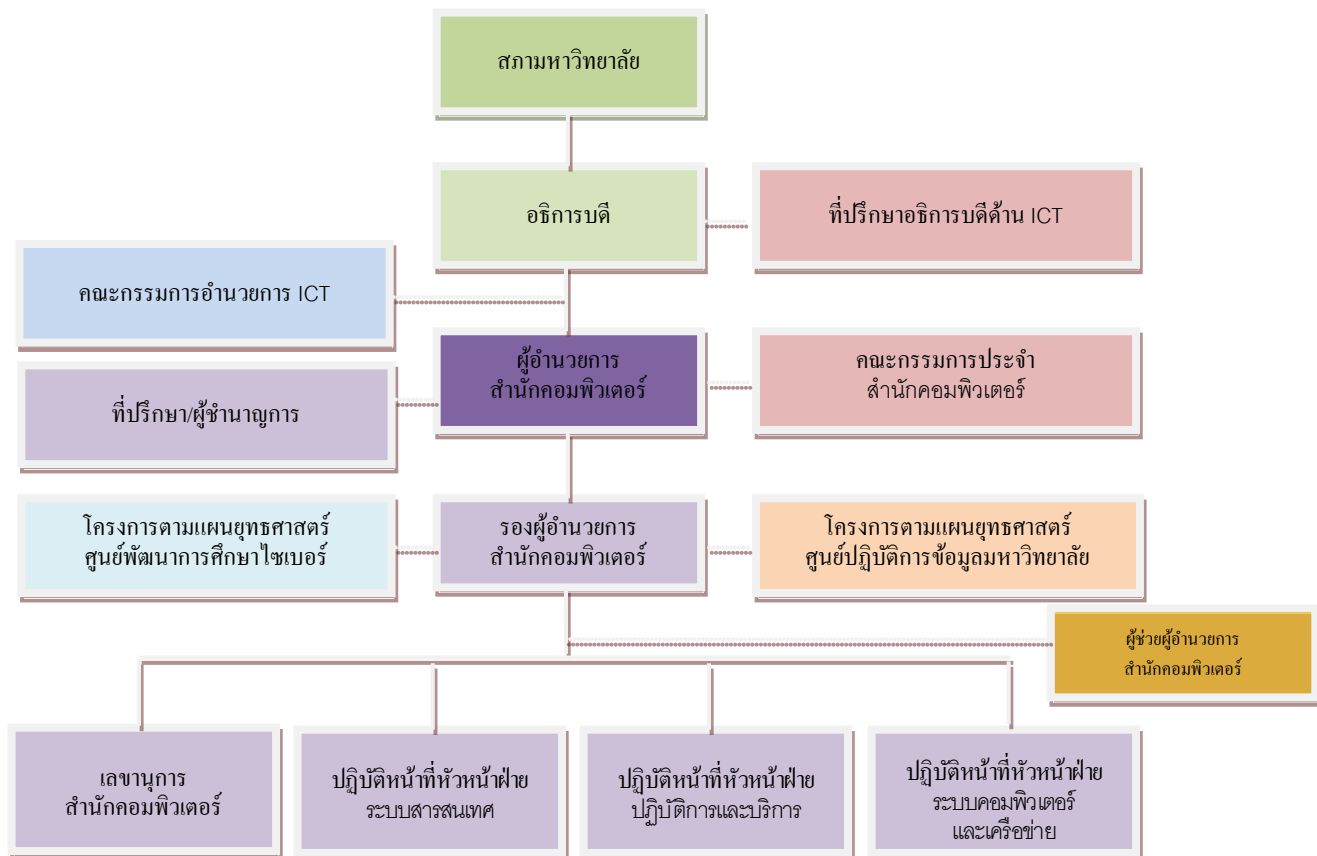 สภามหาวิทยาลัย
อธิการบดี
ที่ปรึกษาอธิการบดีด้าน ICT
คณะกรรมการอำนวยการ ICT
ผู้อำนวยการ
สำนักคอมพิวเตอร์
คณะกรรมการประจำ
สำนักคอมพิวเตอร์
ที่ปรึกษา/ผู้ชำนาญการ
โครงการตามแผนยุทธศาสตร์
ศูนย์พัฒนาการศึกษาไซเบอร์
รองผู้อำนวยการ
สำนักคอมพิวเตอร์
โครงการตามแผนยุทธศาสตร์
ศูนย์ปฏิบัติการข้อมูลมหาวิทยาลัย
ผู้ช่วยผู้อำนวยการ
สำนักคอมพิวเตอร์
เลขานุการ
สำนักคอมพิวเตอร์
ปฏิบัติหน้าที่หัวหน้าฝ่าย
ระบบสารสนเทศ
ปฏิบัติหน้าที่หัวหน้าฝ่าย
ปฏิบัติการและบริการ
ปฏิบัติหน้าที่หัวหน้าฝ่าย
ระบบคอมพิวเตอร์
และเครือข่าย